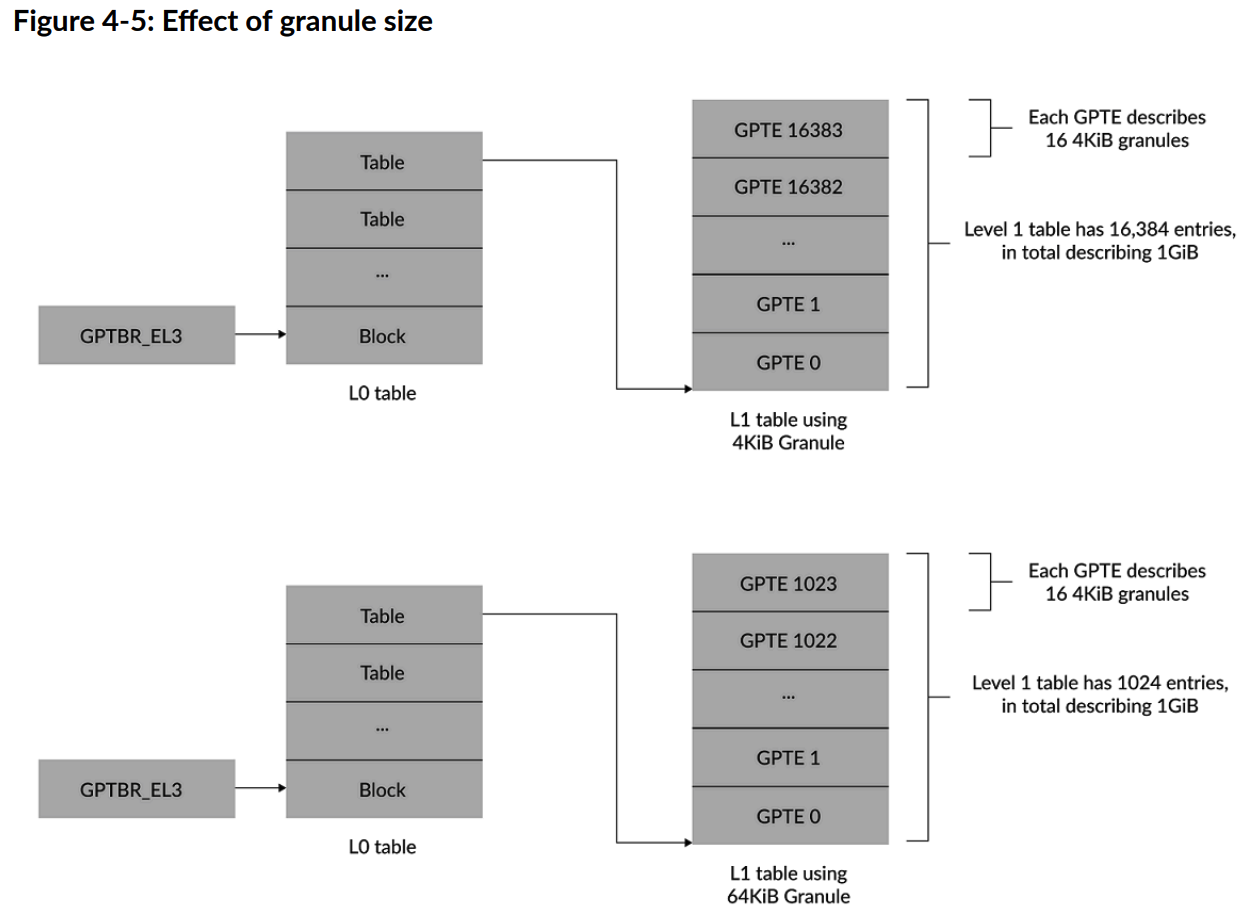 Figure 4-5: Effect of granule size
Table
Table
...
Block
GPTBR_EL3
L0 table
GPTE 16383
GPTE 16382
...
GPTE 1
GPTE 0
L1 table using
4KiB Granule
Each GPTE describes
16 4KiB granules
Level 1 table has 16,384 entries,
in total describing 1GiB
Table
Table
...
Block
GPTBR_EL3
L0 table
GPTE 1023
GPTE 1022
...
GPTE 1
GPTE 0
L1 table using
64KiB Granule
Each GPTE describes
16 4KiB granules
Level 1 table has 1024 entries,
in total describing 1GiB